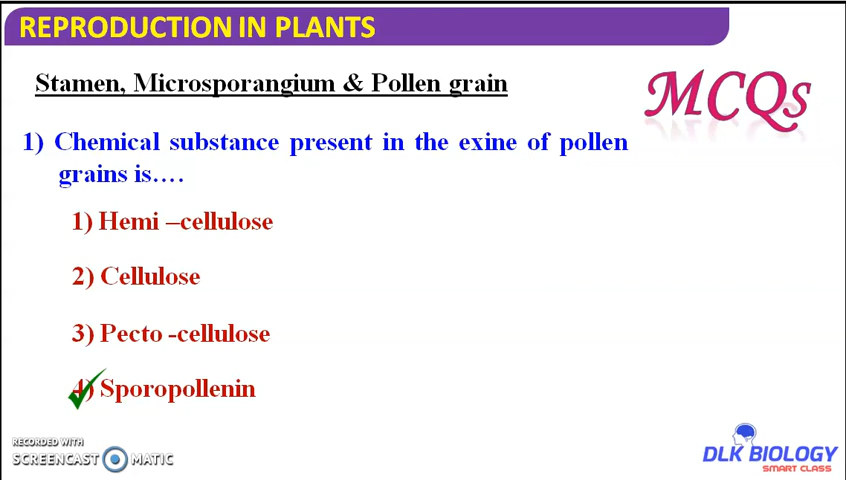 REPRODUCTION IN PLANTS
Stamen, Microsporangium & Pollen grain
MCQs
1) Chemical substance present in the exine of pollen
grains is....
1) Hemi –cellulose
2) Cellulose
3) Pecto -cellulose
4) Sporopollenin
RECORDED WITH
SCREENCAST MATIC
DLK BIOLOGY
SMART CLASS